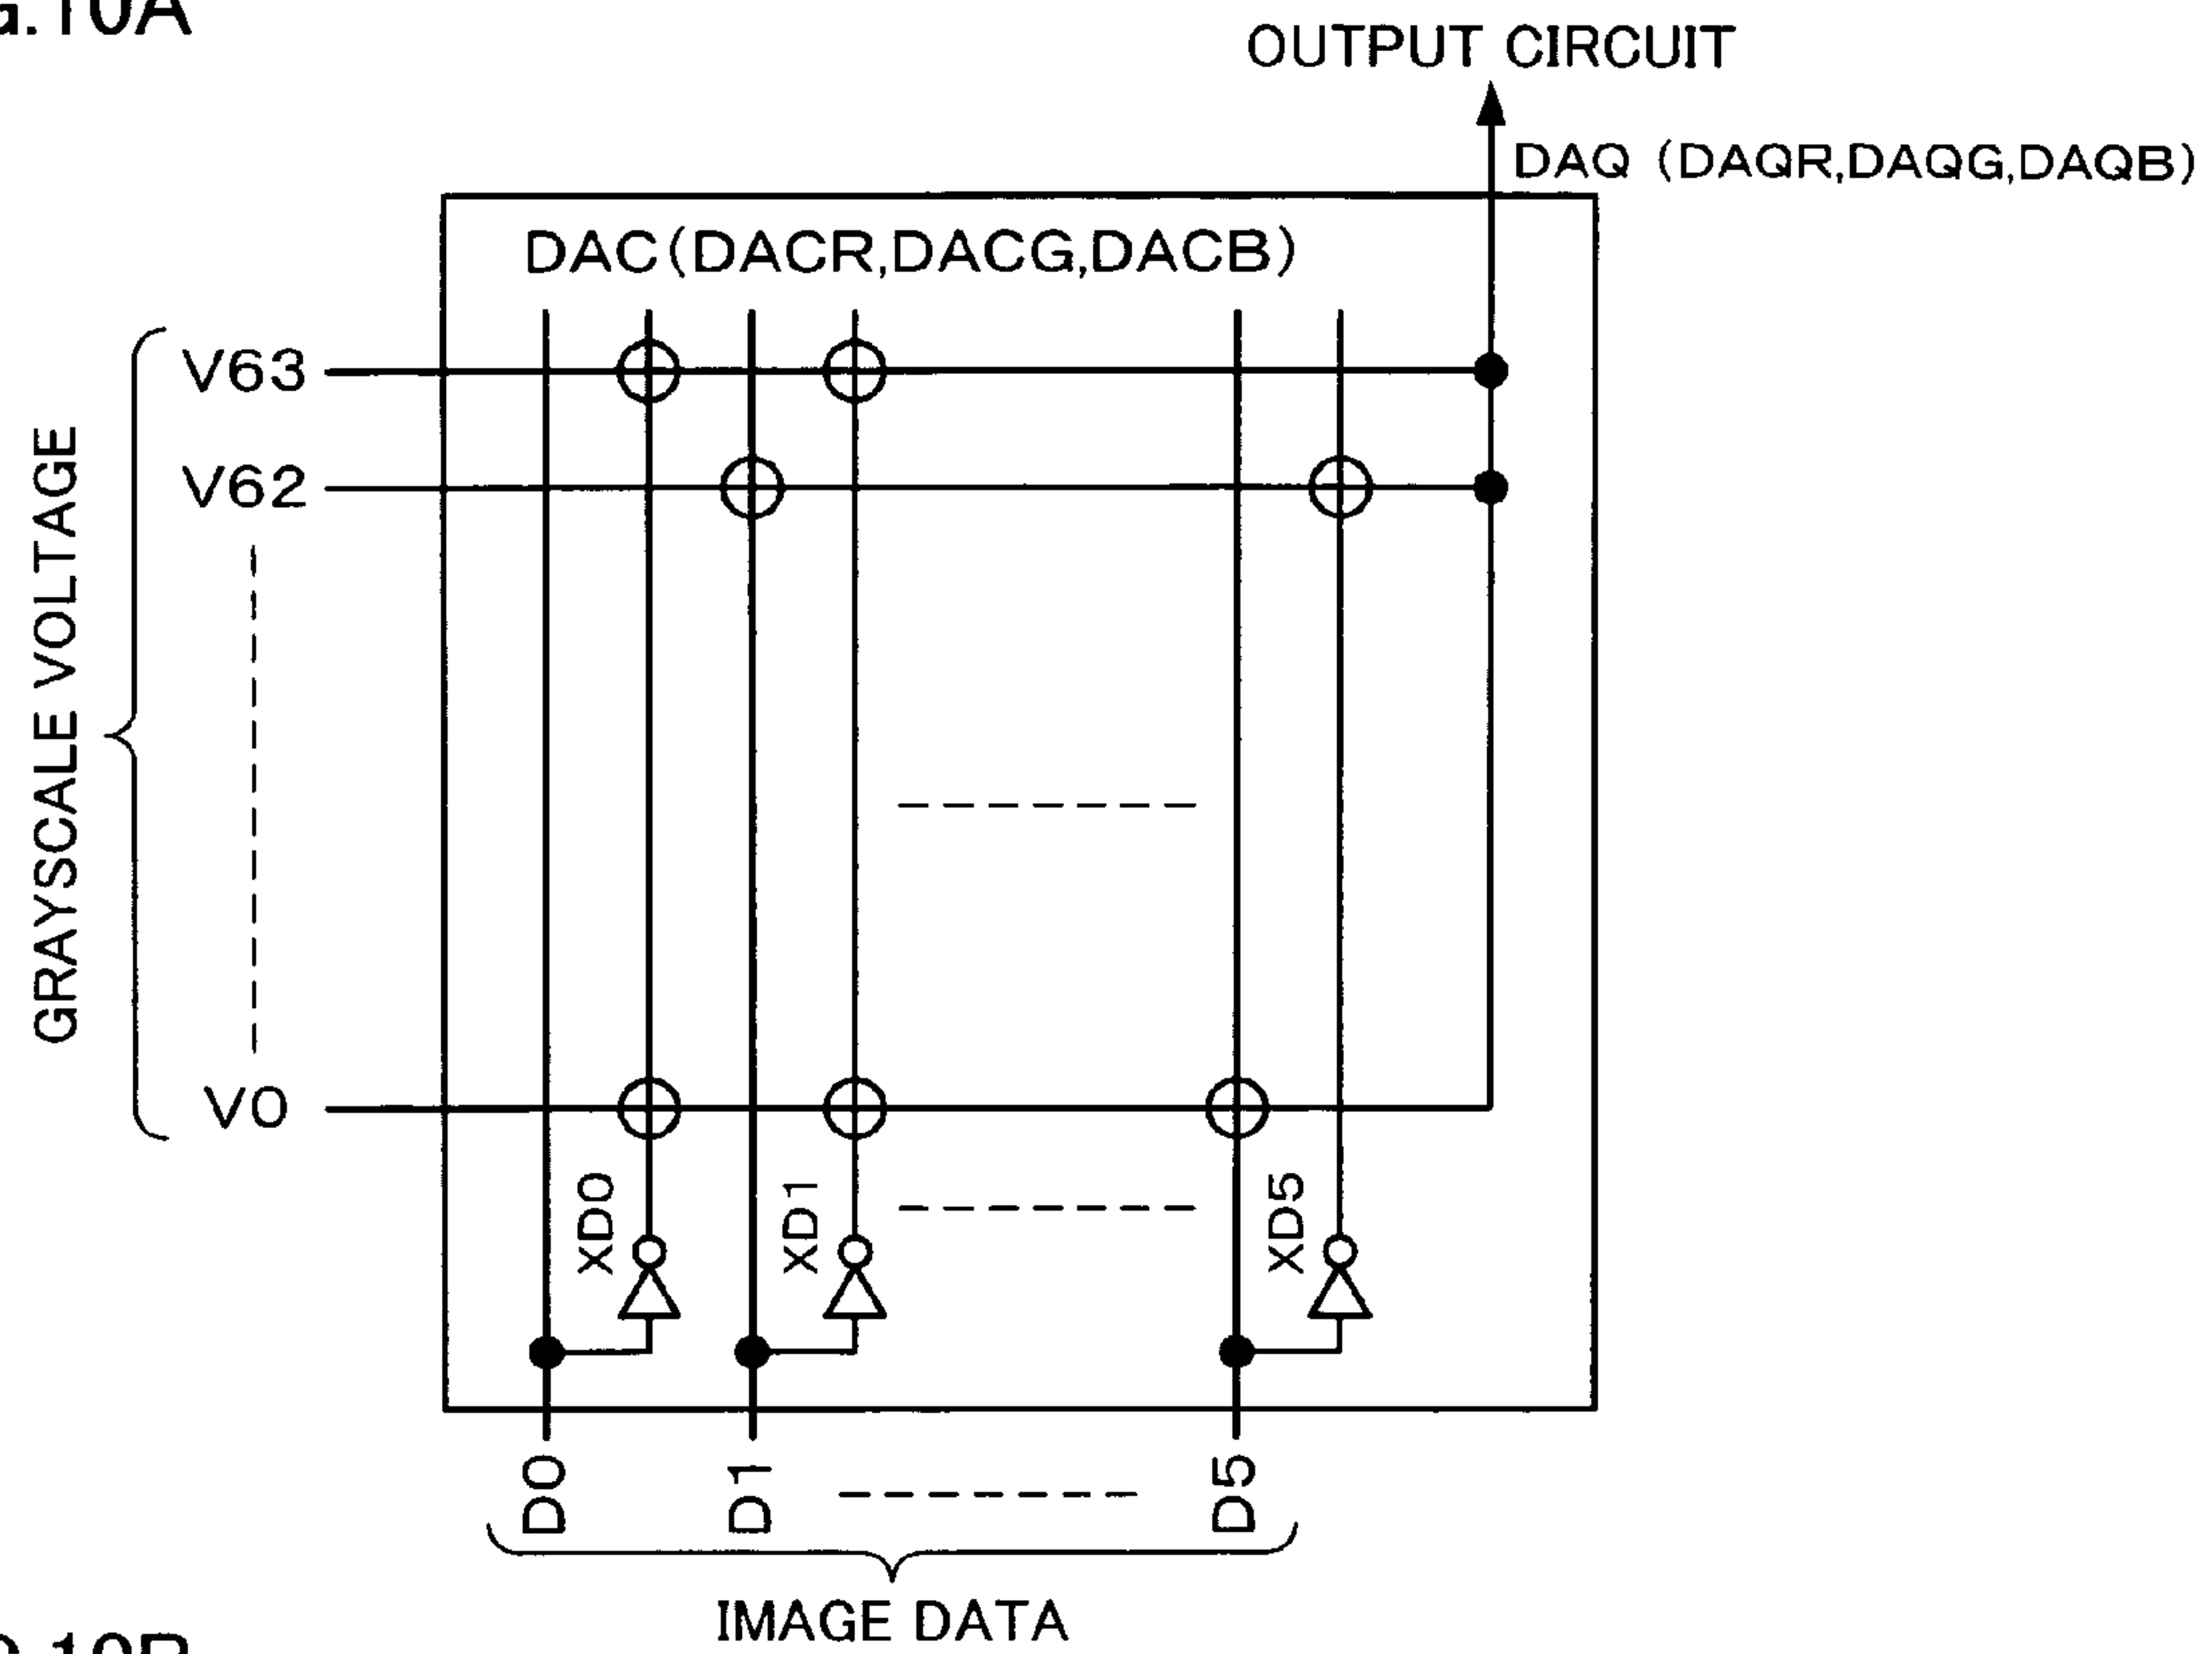 G.10A
OUTPUT CIRCUIT
DAQ (DAQR,DAQG,DAQB)
DAC(DACR,DACG,DACB)
GRAYSCALE VOLTAGE
V63
V62
V0
XD0
XD1
XD5
D0
D1
D5
IMAGE DATA